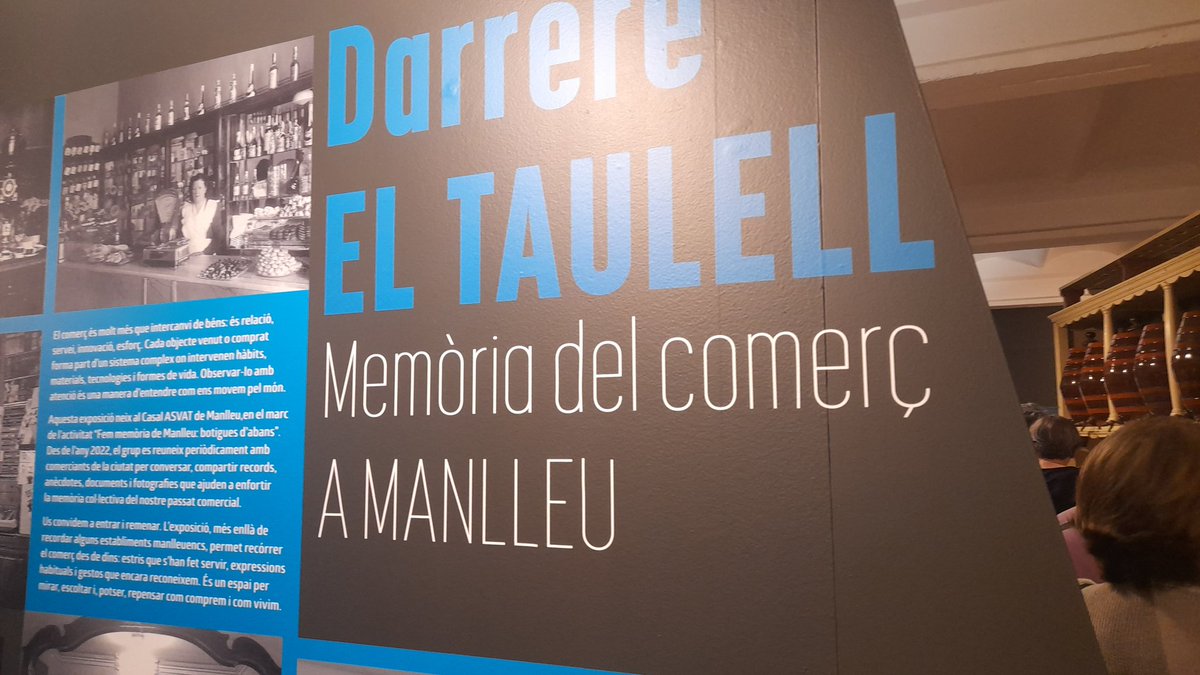 Darrere
EL TAULELL
Memòria del comerç
A MANLLEU
El comerç és molt més que intercanvi de béns: és relació,
servei, innovació, esforç. Cada objecte venut o comprat
forma part d'un sistema complex on intervenen hàbits,
materials, tecnologies i formes de vida. Observar-lo amb
atenció és una manera d'entendre com ens movem pel món.
Aquesta exposició neix al Casal ASVAT de Manlleu,en el marc
de l'activitat "Fem memòria de Manlleu: botigues d'abans".
Des de l'any 2022, el grup es reuneix periòdicament amb
comerciants de la ciutat per conversar, compartir records,
anècdotes, documents i fotografies que ajuden a enfortir
la memòria col·lectiva del nostre passat comercial.
Us convidem a entrar i remenar. L'exposició, més enllà de
recordar alguns establiments manlleuencs, permet recórrer
el comerç des de dins: estris que s'han fet servir, expressions
habituals i gestos que encara reconeixem. És un espai per
mirar, escoltar i, potser, repensar com comprem i com vivim.